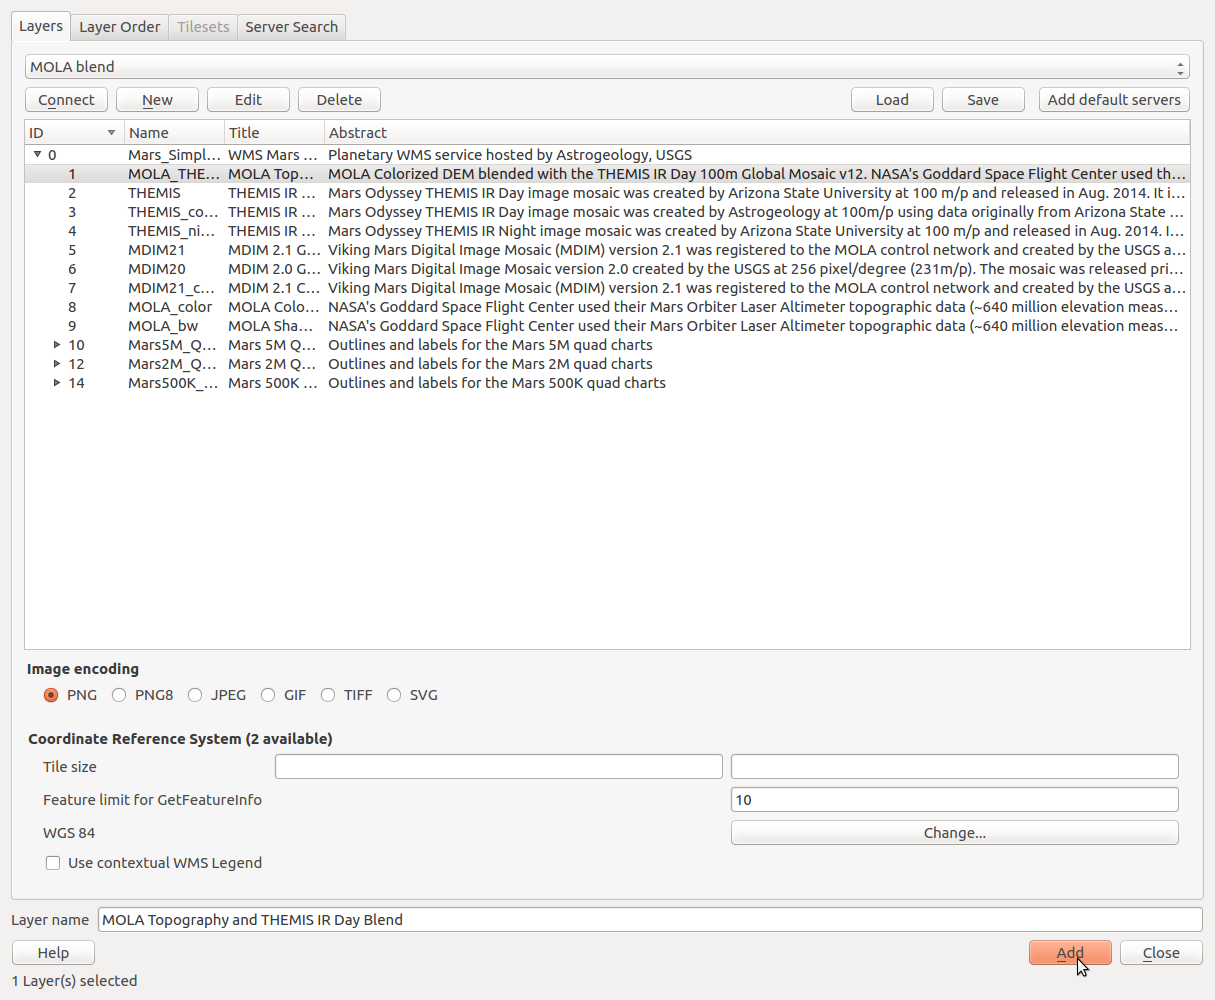 Layers Layer Order Tilesets Server Search
MOLA blend
Connect New Edit Delete Load Save Add default servers
ID Name Title Abstract
0 Mars_Simpl... WMS Mars ... Planetary WMS service hosted by Astrogeology, USGS
1 MOLA_THE... MOLA Top... MOLA Colorized DEM blended with the THEMIS IR Day 100m Global Mosaic v12. NASA's Goddard Space Flight Center used th...
2 THEMIS THEMIS IR ... Mars Odyssey THEMIS IR Day image mosaic was created by Arizona State University at 100 m/p and released in Aug. 2014. It i...
3 THEMIS_co... THEMIS IR ... Mars Odyssey THEMIS IR Day image mosaic was created by Astrogeology at 100m/p using data originally from Arizona State ...
4 THEMIS_ni... THEMIS IR ... Mars Odyssey THEMIS IR Night image mosaic was created by Arizona State University at 100 m/p and released in Aug. 2014. I...
5 MDIM21 MDIM 2.1 G... Viking Mars Digital Image Mosaic (MDIM) version 2.1 was registered to the MOLA control network and created by the USGS a...
6 MDIM20 MDIM 2.0 G... Viking Mars Digital Image Mosaic version 2.0 created by the USGS at 256 pixel/degree (231m/p). The mosaic was released pri...
7 MDIM21_c... MDIM 2.1 C... Viking Mars Digital Image Mosaic (MDIM) version 2.1 was registered to the MOLA control network and created by the USGS a...
8 MOLA_color MOLA Colo... NASA's Goddard Space Flight Center used their Mars Orbiter Laser Altimeter topographic data (~640 million elevation meas...
9 MOLA_bw MOLA Sha... NASA's Goddard Space Flight Center used their Mars Orbiter Laser Altimeter topographic data (~640 million elevation meas...
10 Mars5M_Q... Mars 5M Q... Outlines and labels for the Mars 5M quad charts
12 Mars2M_Q... Mars 2M Q... Outlines and labels for the Mars 2M quad charts
14 Mars500K_... Mars 500K ... Outlines and labels for the Mars 500K quad charts
Image encoding
PNG PNG8 JPEG GIF TIFF SVG
Coordinate Reference System (2 available)
Tile size
Feature limit for GetFeatureInfo 10
WGS 84 Change...
Use contextual WMS Legend
Layer name MOLA Topography and THEMIS IR Day Blend
Help Add Close
1 Layer(s) selected